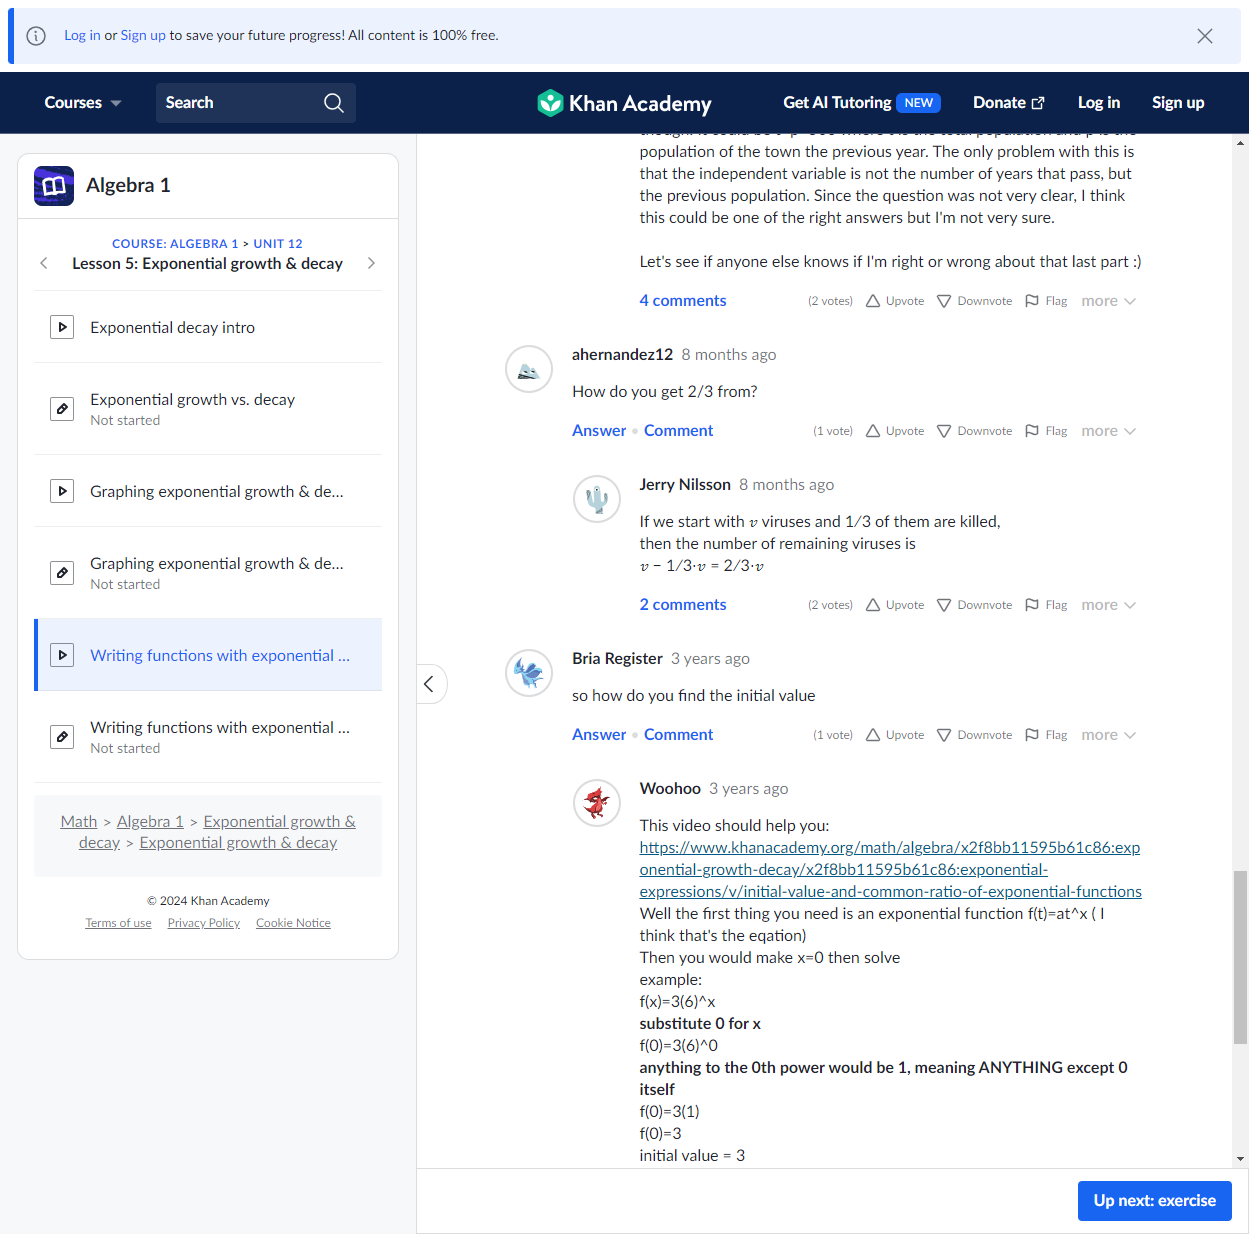 Log in or Sign up to save your future progress! All content is 100% free.
Courses
Search
Khan Academy
Get AI Tutoring NEW
Donate
Log in
Sign up
Algebra 1
COURSE: ALGEBRA 1 > UNIT 12
Lesson 5: Exponential growth & decay
Exponential decay intro
Exponential growth vs. decay
Not started
Graphing exponential growth & de...
Graphing exponential growth & de...
Not started
Writing functions with exponential ...
Writing functions with exponential ...
Not started
Math > Algebra 1 > Exponential growth &
decay > Exponential growth & decay
© 2024 Khan Academy
Terms of use Privacy Policy Cookie Notice
population of the town the previous year. The only problem with this is
that the independent variable is not the number of years that pass, but
the previous population. Since the question was not very clear, I think
this could be one of the right answers but I'm not very sure.
Let's see if anyone else knows if I'm right or wrong about that last part :)
4 comments (2 votes) Upvote Downvote Flag more
ahernandez12 8 months ago
How do you get 2/3 from?
Answer • Comment (1 vote) Upvote Downvote Flag more
Jerry Nilsson 8 months ago
If we start with 𝑣 viruses and 1/3 of them are killed,
then the number of remaining viruses is
𝑣 − 1/3∙𝑣 = 2/3∙𝑣
2 comments (2 votes) Upvote Downvote Flag more
Bria Register 3 years ago
so how do you find the initial value
Answer • Comment (1 vote) Upvote Downvote Flag more
Woohoo 3 years ago
This video should help you:
https://www.khanacademy.org/math/algebra/x2f8bb11595b61c86:exp
onential-growth-decay/x2f8bb11595b61c86:exponential-
expressions/v/initial-value-and-common-ratio-of-exponential-functions
Well the first thing you need is an exponential function f(t)=at^x ( I
think that's the eqation)
Then you would make x=0 then solve
example:
f(x)=3(6)^x
substitute 0 for x
f(0)=3(6)^0
anything to the 0th power would be 1, meaning ANYTHING except 0
itself
f(0)=3(1)
f(0)=3
initial value = 3
Up next: exercise